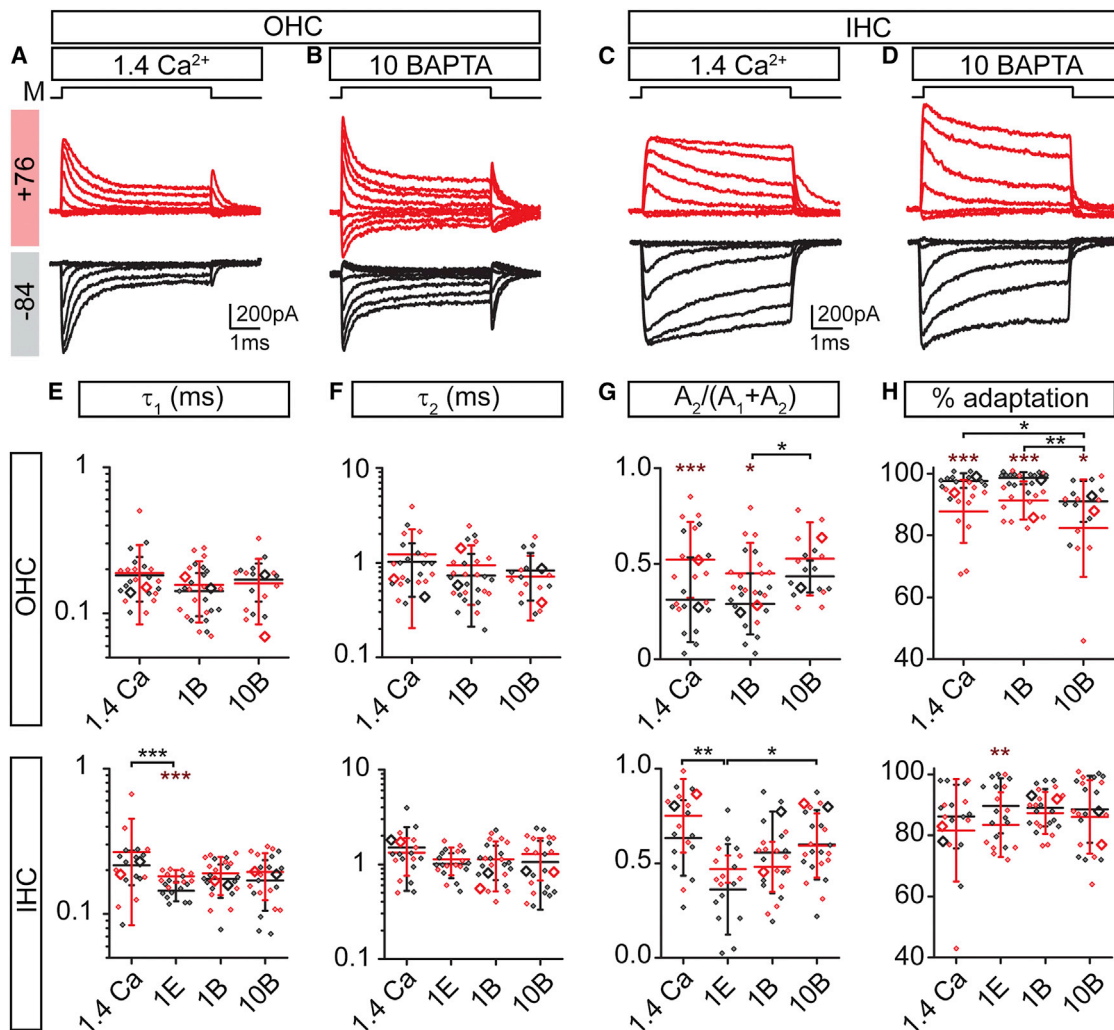 OHC
IHC
A
1.4 Ca²⁺
B
10 BAPTA
C
1.4 Ca²⁺
D
10 BAPTA
M
+76
-84
200pA
1ms
200pA
1ms
200pA
1ms
200pA
1ms
E
τ₁ (ms)
F
τ₂ (ms)
G
A₂/(A₁+A₂)
H
% adaptation
OHC
1
0.1
1.4 Ca
1B
10B
10
1
0.1
1.4 Ca
1B
10B
1.0
0.5
0
***
*
*
1.4 Ca
1B
10B
100
80
60
40
*
**
***
***
*
1.4 Ca
1B
10B
IHC
1
0.1
***
***
1.4 Ca
1E
1B
10B
10
1
0.1
1.4 Ca
1E
1B
10B
1.0
0.5
0.0
**
*
1.4 Ca
1E
1B
10B
100
80
60
40
**
1.4 Ca
1E
1B
10B